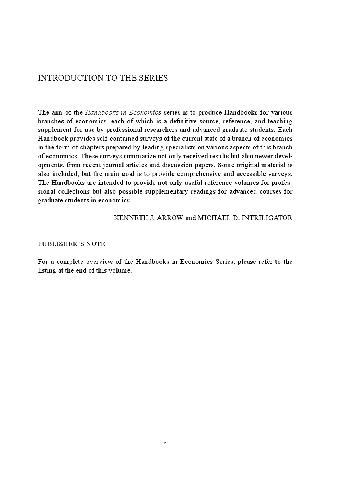 INTRODUCTION TO THE SERIES
The aim of the Handbooks in Economics series is to produce Handbooks for various
branches of economics, each of which is a definitive source, reference, and teaching
supplement for use by professional researchers and advanced graduate students. Each
Handbook provides self-contained surveys of the current state of a branch of economics
in the form of chapters prepared by leading specialists on various aspects of this branch
of economics. These surveys summarize not only received results but also newer devel-
opments, from recent journal articles and discussion papers. Some original material is
also included, but the main goal is to provide comprehensive and accessible surveys.
The Handbooks are intended to provide not only useful reference volumes for profes-
sional collections but also possible supplementary readings for advanced courses for
graduate students in economics.
KENNETH J. ARROW and MICHAEL D. INTRILIGATOR
PUBLISHER'S NOTE
For a complete overview of the Handbooks in Economics Series, please refer to the
listing at the end of this volume.